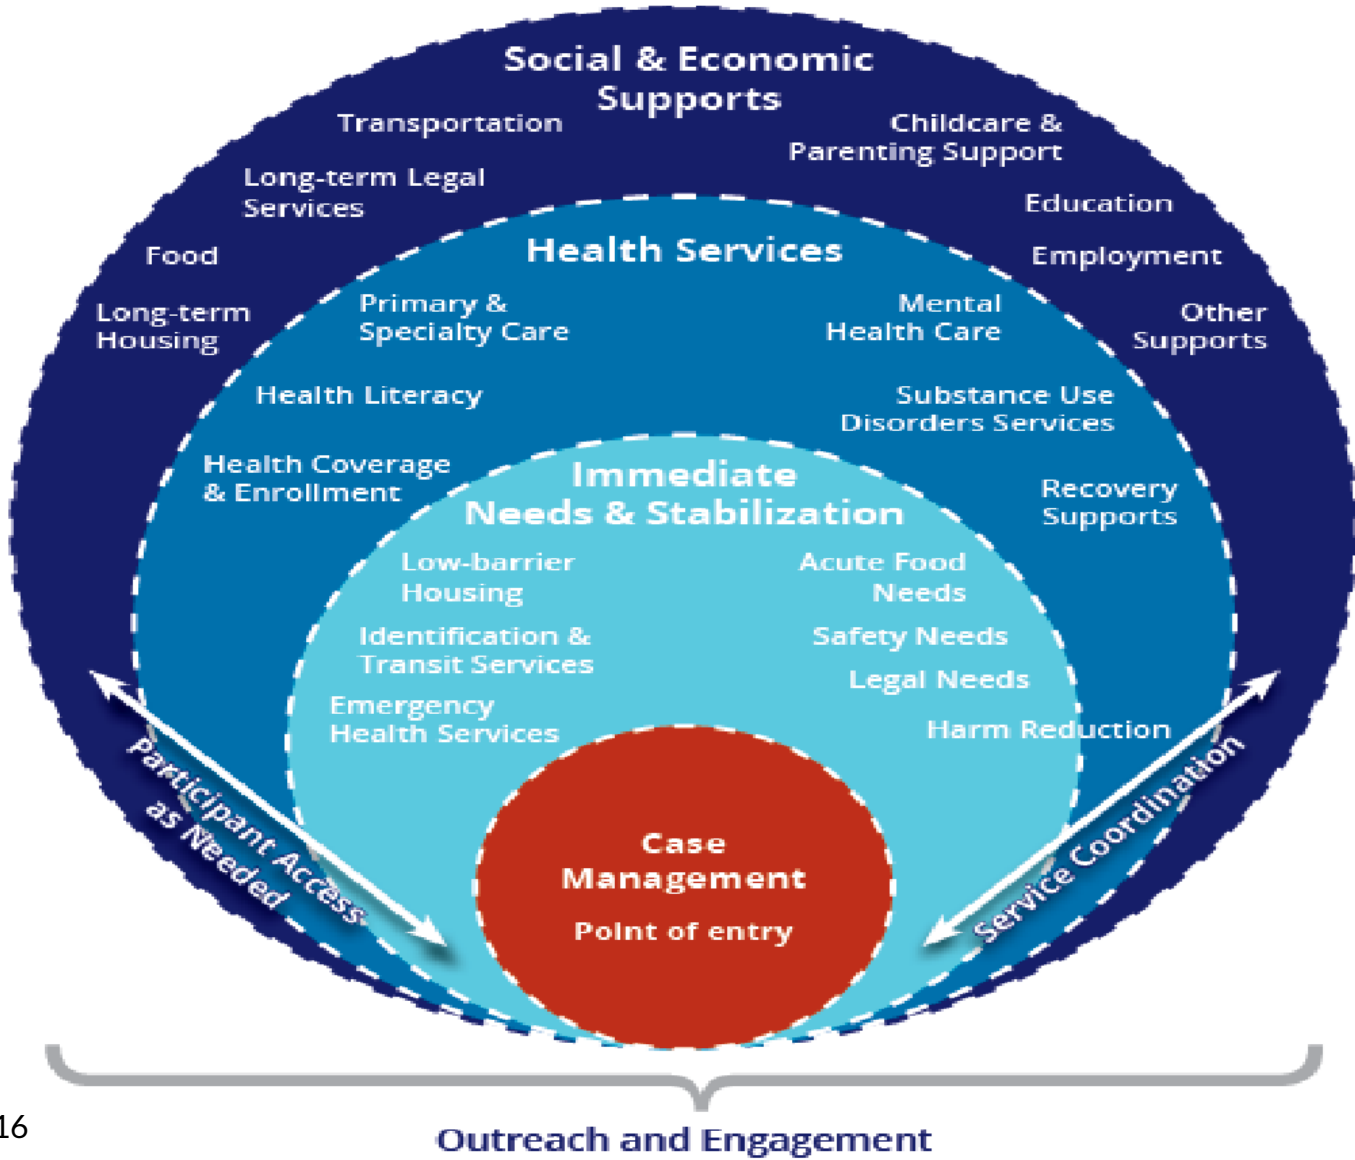 Social & Economic
Supports
Transportation
Childcare &
Parenting Support
Long-term Legal
Services
Education
Food
Employment
Long-term
Housing
Other
Supports
Health Services
Primary &
Specialty Care
Mental
Health Care
Health Literacy
Substance Use
Disorders Services
Health Coverage
& Enrollment
Recovery
Supports
Immediate
Needs & Stabilization
Low-barrier
Housing
Acute Food
Needs
Identification &
Transit Services
Safety Needs
Legal Needs
Emergency
Health Services
Harm Reduction
Case
Management
Point of entry
Participant Access
as Needed
Service Coordination
16
Outreach and Engagement